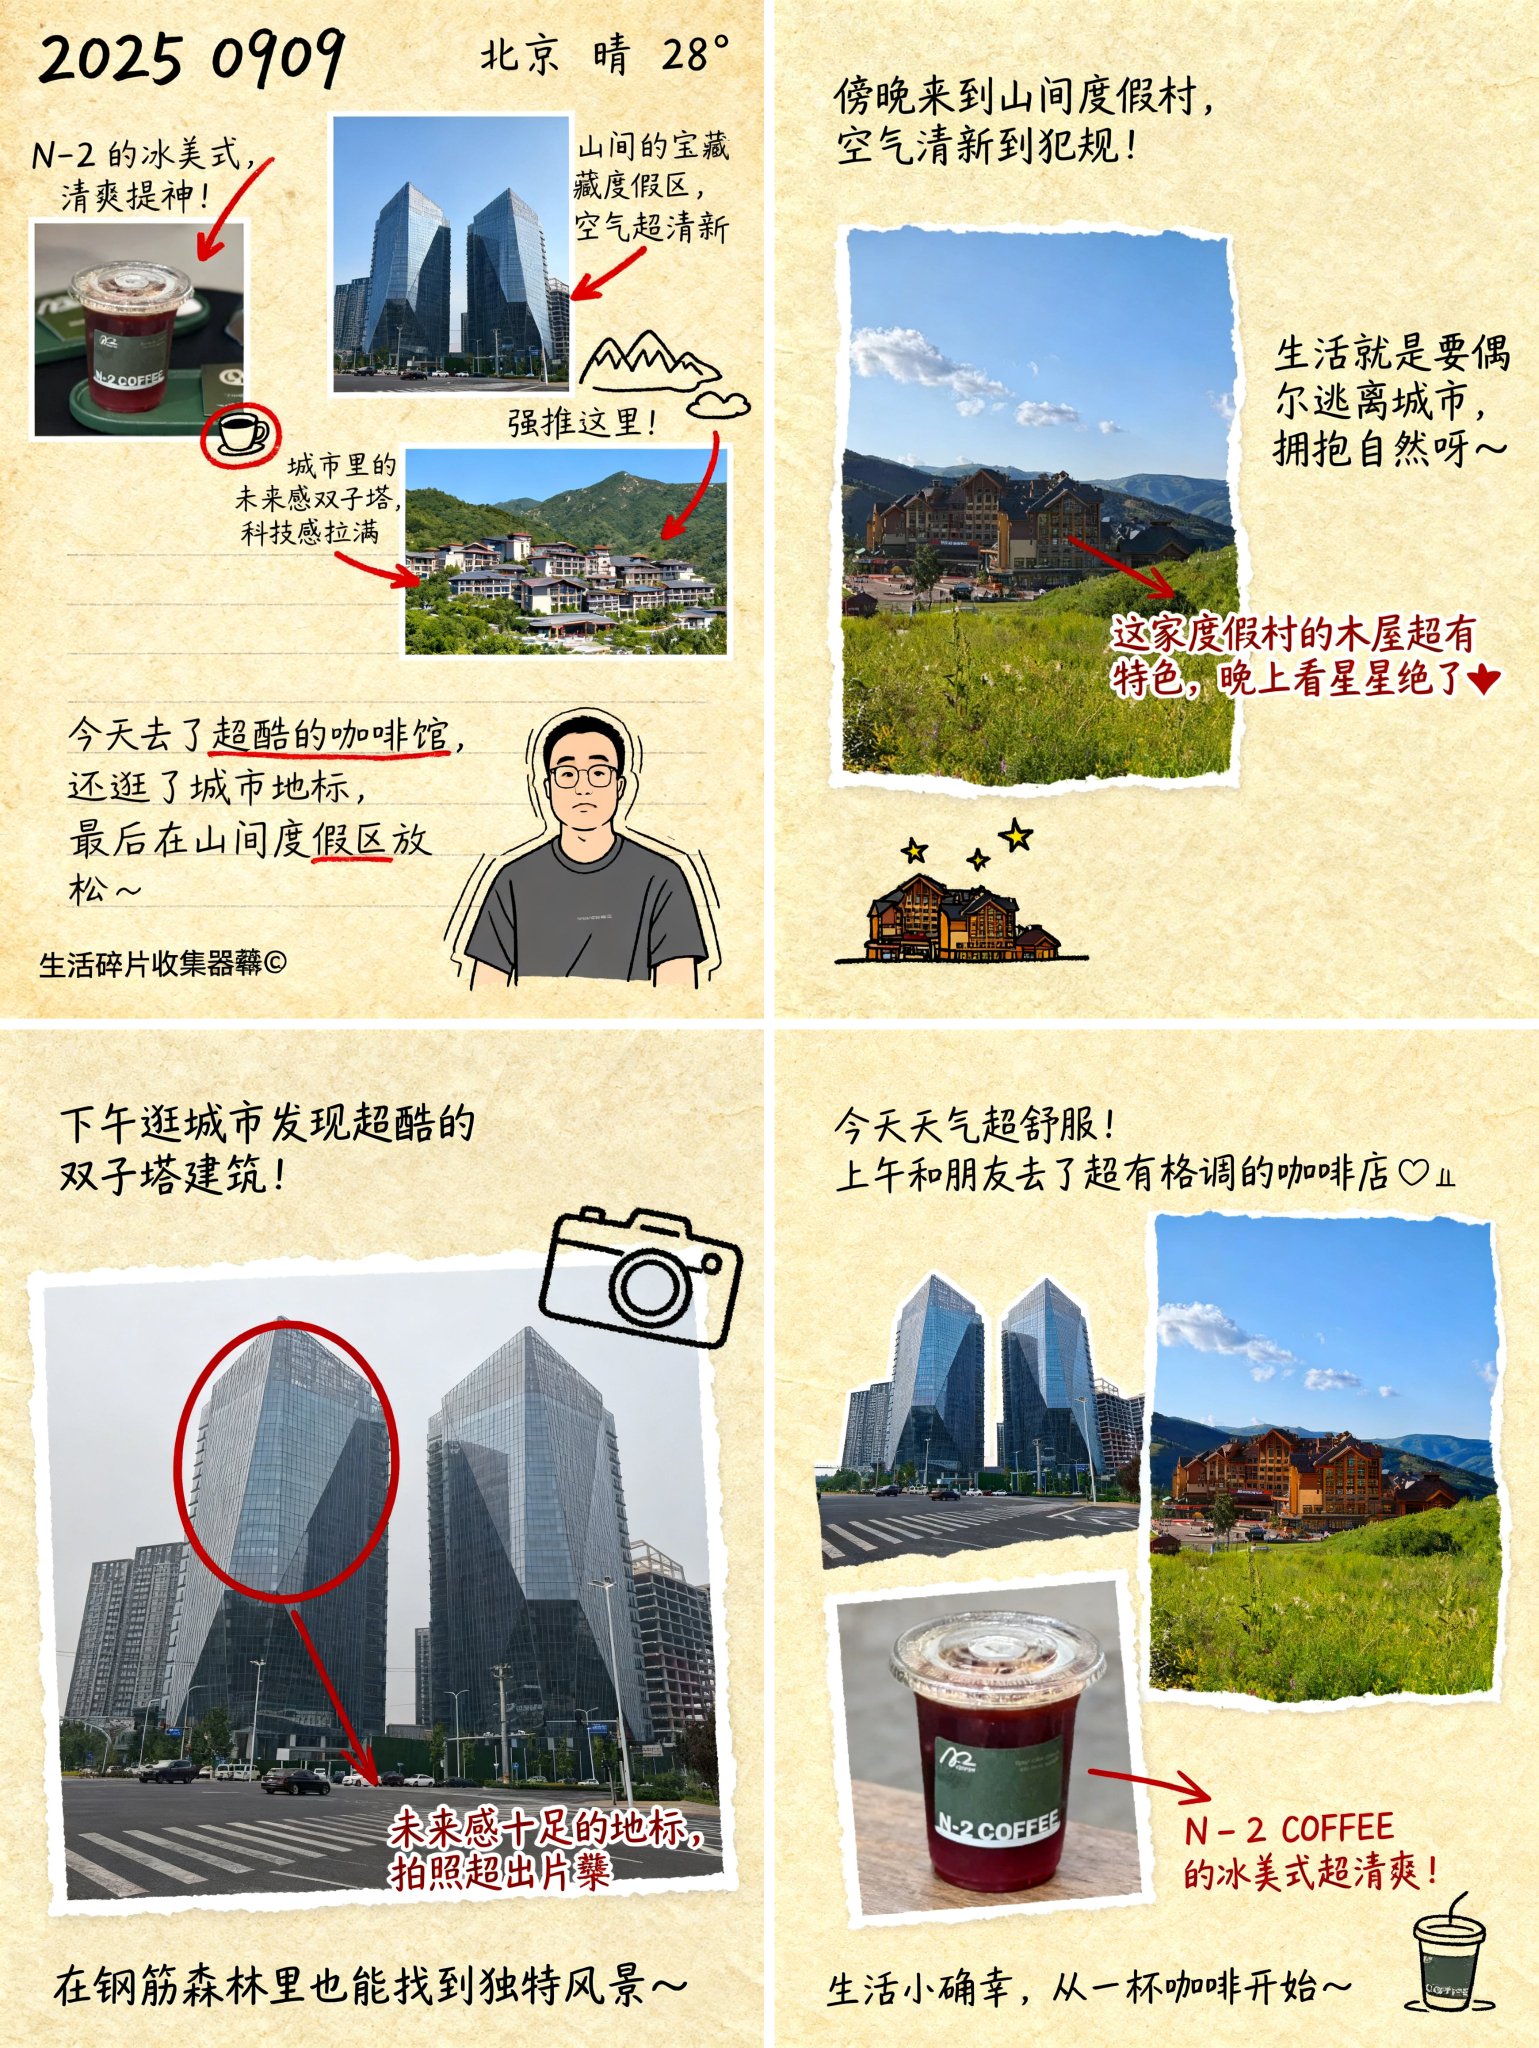 2025 0909
北京 晴 28°
N-2 的冰美式，
清爽提神！
N-2 COFFEE
山间的宝藏
藏度假区，
空气超清新
强推这里！
城市里的
未来感双子塔，
科技感拉满
今天去了超酷的咖啡馆，
还逛了城市地标，
最后在山间度假区放
松～
生活碎片收集器©
傍晚来到山间度假村，
空气清新到犯规！
生活就是要偶
尔逃离城市，
拥抱自然呀～
这家度假村的木屋超有
特色，晚上看星星绝了
下午逛城市发现超酷的
双子塔建筑！
未来感十足的地标，
拍照超出片
在钢筋森林里也能找到独特风景～
今天天气超舒服！
上午和朋友去了超有格调的咖啡店♡
N-2 COFFEE
N-2 COFFEE
的冰美式超清爽！
生活小确幸，从一杯咖啡开始～